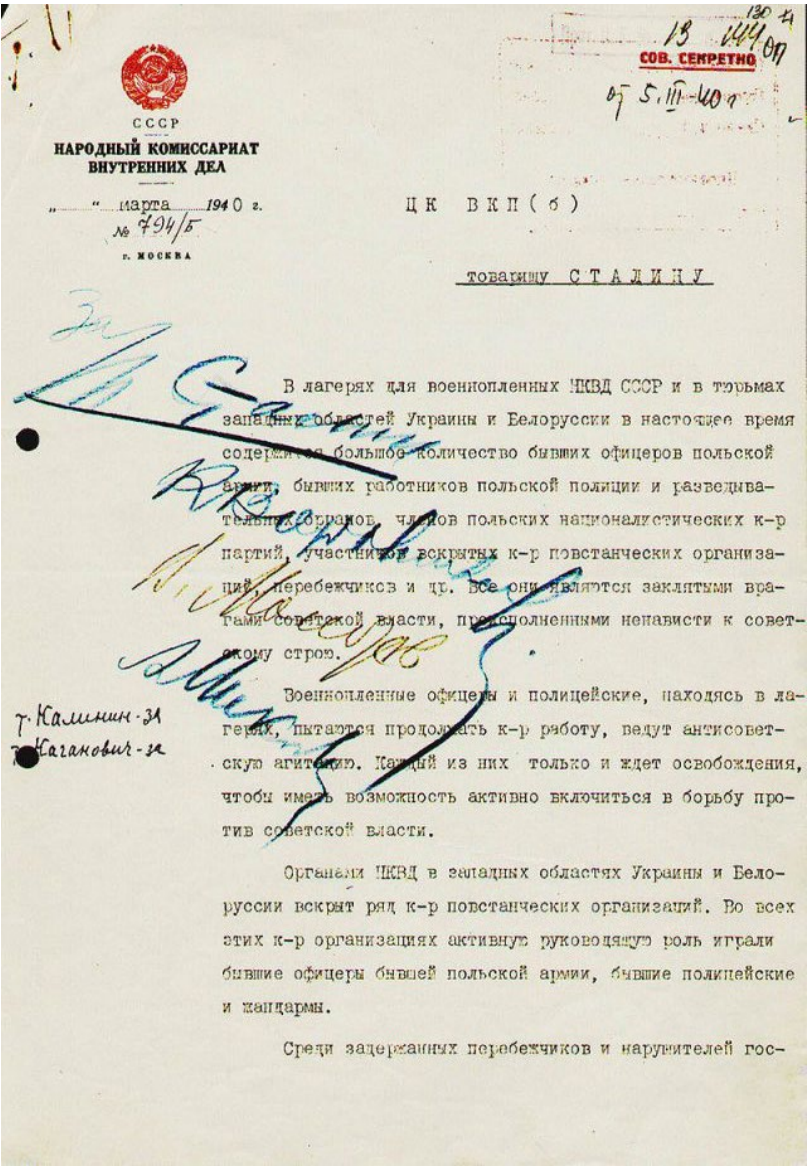 13 144 оп
СОВ. СЕКРЕТНО
от 5.III-40 г
СССР
НАРОДНЫЙ КОМИССАРИАТ
ВНУТРЕННИХ ДЕЛ
„ “ марта 1940 г.
№ 794/Б
г. МОСКВА
ЦК ВКП(б)
товарищу СТАЛИНУ
За
И Сталин
К Ворошилов
В. Молотов
А Микоян
В лагерях для военнопленных НКВД СССР и в тюрьмах
западных областей Украины и Белоруссии в настоящее время
содержится большое количество бывших офицеров польской
армии, бывших работников польской полиции и разведыва-
тельных органов, членов польских националистических к-р
партий, участников вскрытых к-р повстанческих организа-
ций, перебежчиков и др. Все они являются заклятыми вра-
гами советской власти, преисполненными ненависти к совет-
скому строю.
Военнопленные офицеры и полицейские, находясь в ла-
герях, пытаются продолжать к-р работу, ведут антисовет-
скую агитацию. Каждый из них только и ждет освобождения,
чтобы иметь возможность активно включиться в борьбу про-
тив советской власти.
т. Калинин-за
т. Каганович-за
Органами НКВД в западных областях Украины и Бело-
руссии вскрыт ряд к-р повстанческих организаций. Во всех
этих к-р организациях активную руководящую роль играли
бывшие офицеры бывшей польской армии, бывшие полицейские
и жандармы.
Среди задержанных перебежчиков и нарушителей гос-